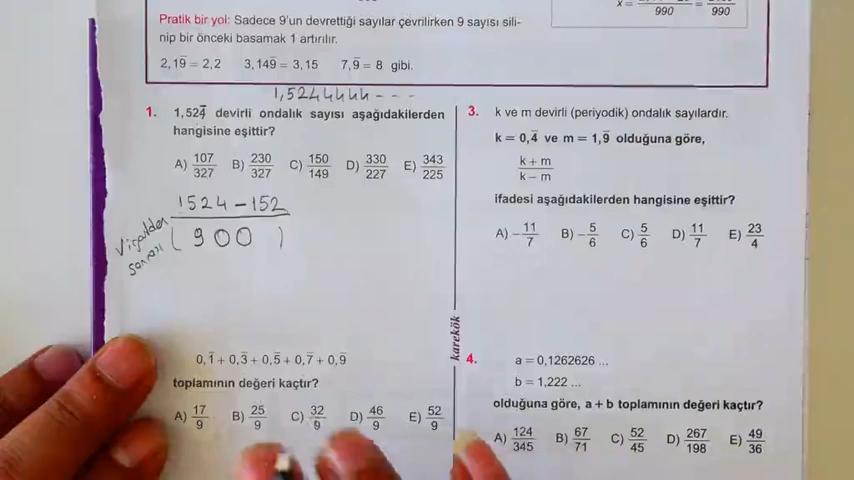 x = 990 = 990
Pratik bir yol: Sadece 9'un devrettiği sayılar çevrilirken 9 sayısı sili-
nip bir önceki basamak 1 artırılır.
2,19̅ = 2,2   3,149̅ = 3,15   7,9̅ = 8 gibi.
1,5244444 - - -
1. 1,524̅ devirli ondalık sayısı aşağıdakilerden
hangisine eşittir?
A) 107/327 B) 230/327 C) 150/149 D) 330/227 E) 343/225
1524 - 152
(900)
Virgülden
sonrası
0,1̅ + 0,3̅ + 0,5̅ + 0,7̅ + 0,9̅
toplamının değeri kaçtır?
A) 17/9 B) 25/9 C) 32/9 D) 46/9 E) 52/9
karekök
3. k ve m devirli (periyodik) ondalık sayılardır.
k = 0,4̅ ve m = 1,9̅ olduğuna göre,
k + m
k – m
ifadesi aşağıdakilerden hangisine eşittir?
A) –11/7 B) –5/6 C) 5/6 D) 11/7 E) 23/4
4. a = 0,1262626 ...
b = 1,222 ...
olduğuna göre, a + b toplamının değeri kaçtır?
A) 124/345 B) 67/71 C) 52/45 D) 267/198 E) 49/36